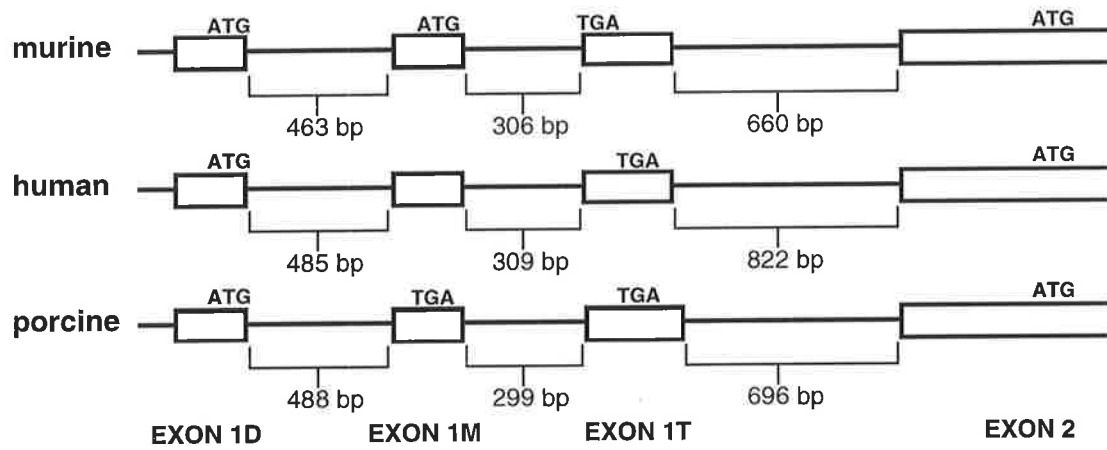 ATG ATG TGA ATG
murine
463 bp 306 bp 660 bp
ATG TGA ATG
human
485 bp 309 bp 822 bp
ATG TGA TGA ATG
porcine
488 bp 299 bp 696 bp
EXON 1D EXON 1M EXON 1T EXON 2